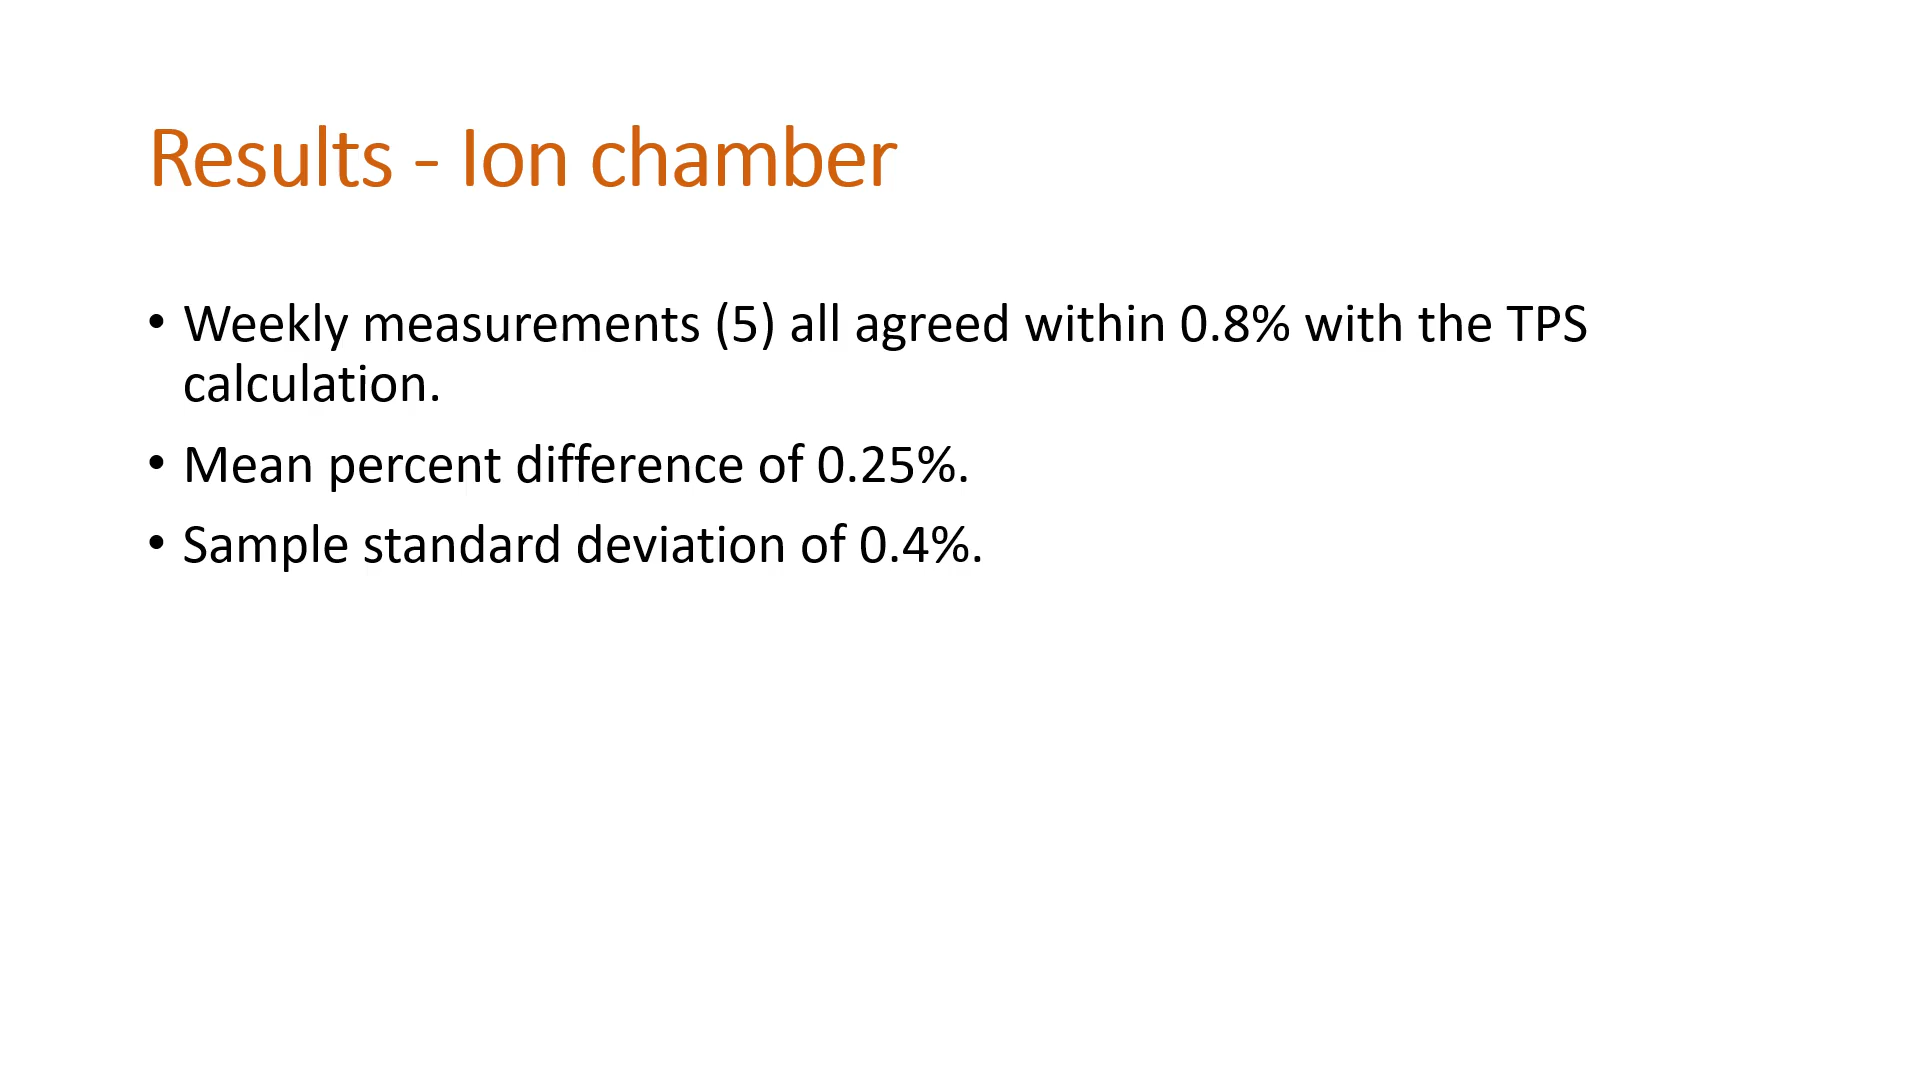 Results - Ion chamber
• Weekly measurements (5) all agreed within 0.8% with the TPS
calculation.
• Mean percent difference of 0.25%.
• Sample standard deviation of 0.4%.